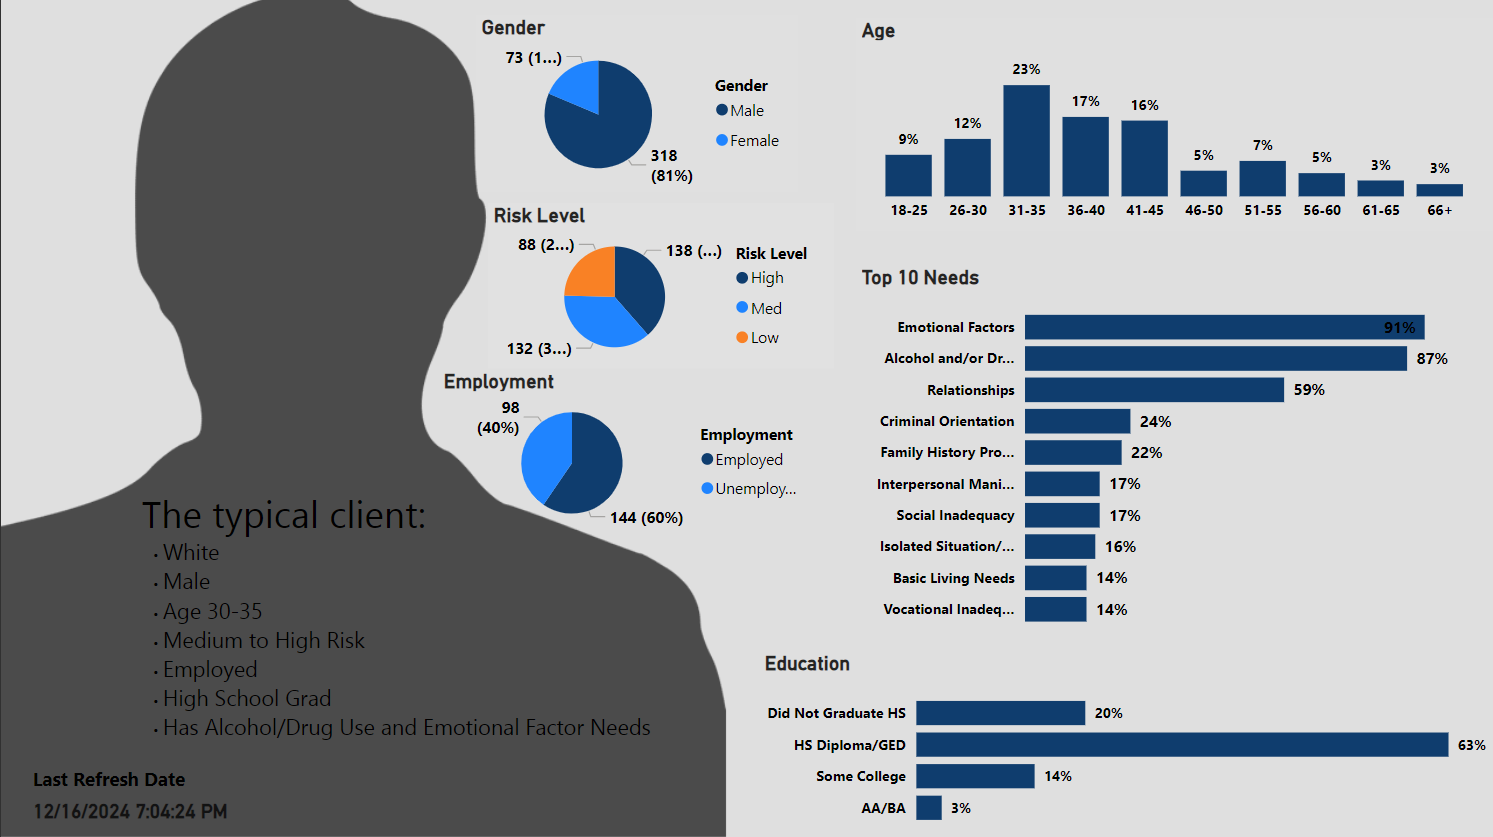 Gender
73 (1...)
318
(81%)
Gender
Male
Female
Risk Level
88 (2...)
138 (...)
132 (3...)
Risk Level
High
Med
Low
Employment
98
(40%)
144 (60%)
Employment
Employed
Unemploy...
The typical client:
· White
· Male
· Age 30-35
· Medium to High Risk
· Employed
· High School Grad
· Has Alcohol/Drug Use and Emotional Factor Needs
Last Refresh Date
12/16/2024 7:04:24 PM
Age
9% 12% 23% 17% 16% 5% 7% 5% 3% 3%
18-25 26-30 31-35 36-40 41-45 46-50 51-55 56-60 61-65 66+
Top 10 Needs
Emotional Factors 91%
Alcohol and/or Dr... 87%
Relationships 59%
Criminal Orientation 24%
Family History Pro... 22%
Interpersonal Mani... 17%
Social Inadequacy 17%
Isolated Situation/... 16%
Basic Living Needs 14%
Vocational Inadeq... 14%
Education
Did Not Graduate HS 20%
HS Diploma/GED 63%
Some College 14%
AA/BA 3%